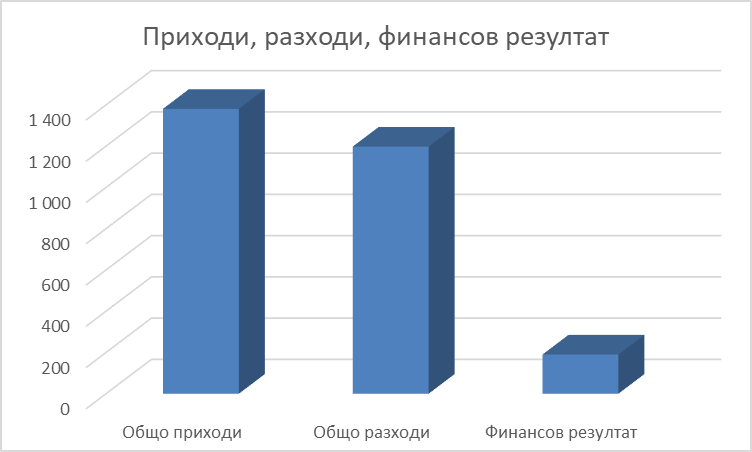 Приходи, разходи, финансов резултат
1 400
1 200
1 000
800
600
400
200
0
Общо приходи
Общо разходи
Финансов резултат